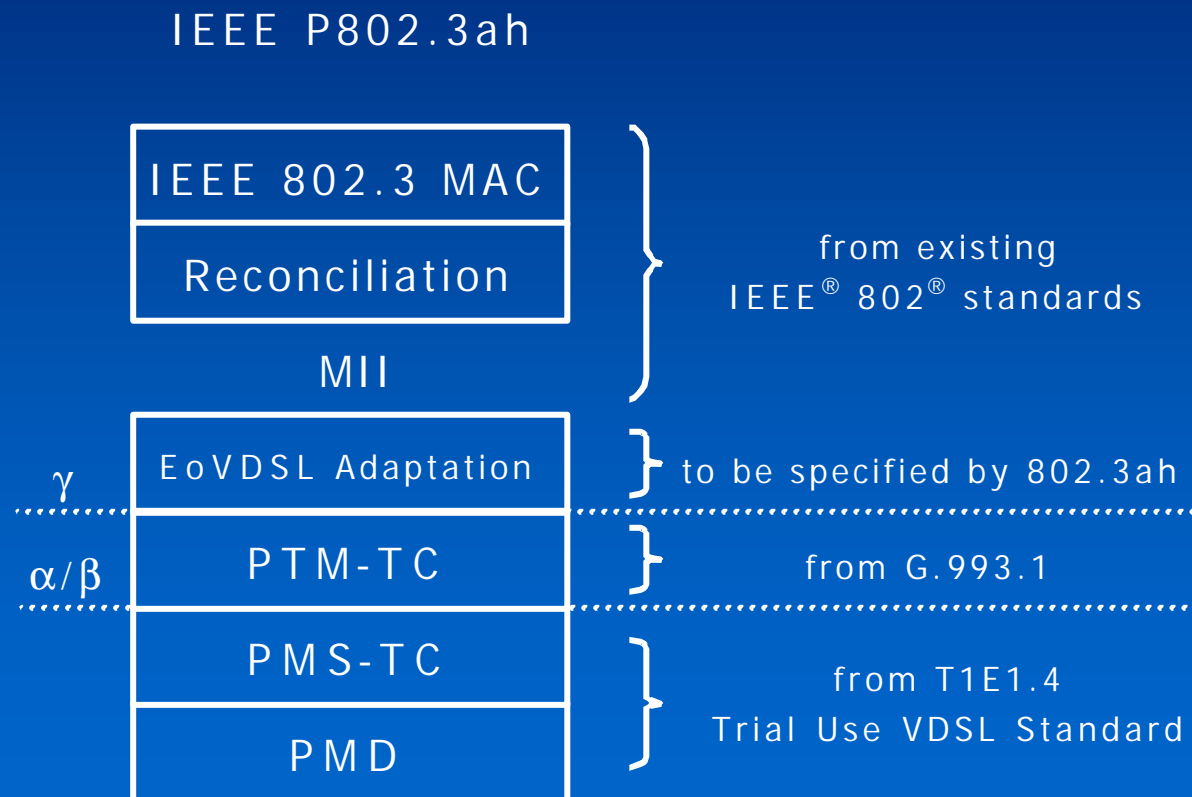 IEEE P802.3ah
IEEE 802.3 MAC
Reconciliation
MII
from existing
IEEE® 802® standards
EoVDSL Adaptation
to be specified by 802.3ah
γ
PTM-TC
from G.993.1
α/β
PMS-TC
PMD
from T1E1.4
Trial Use VDSL Standard